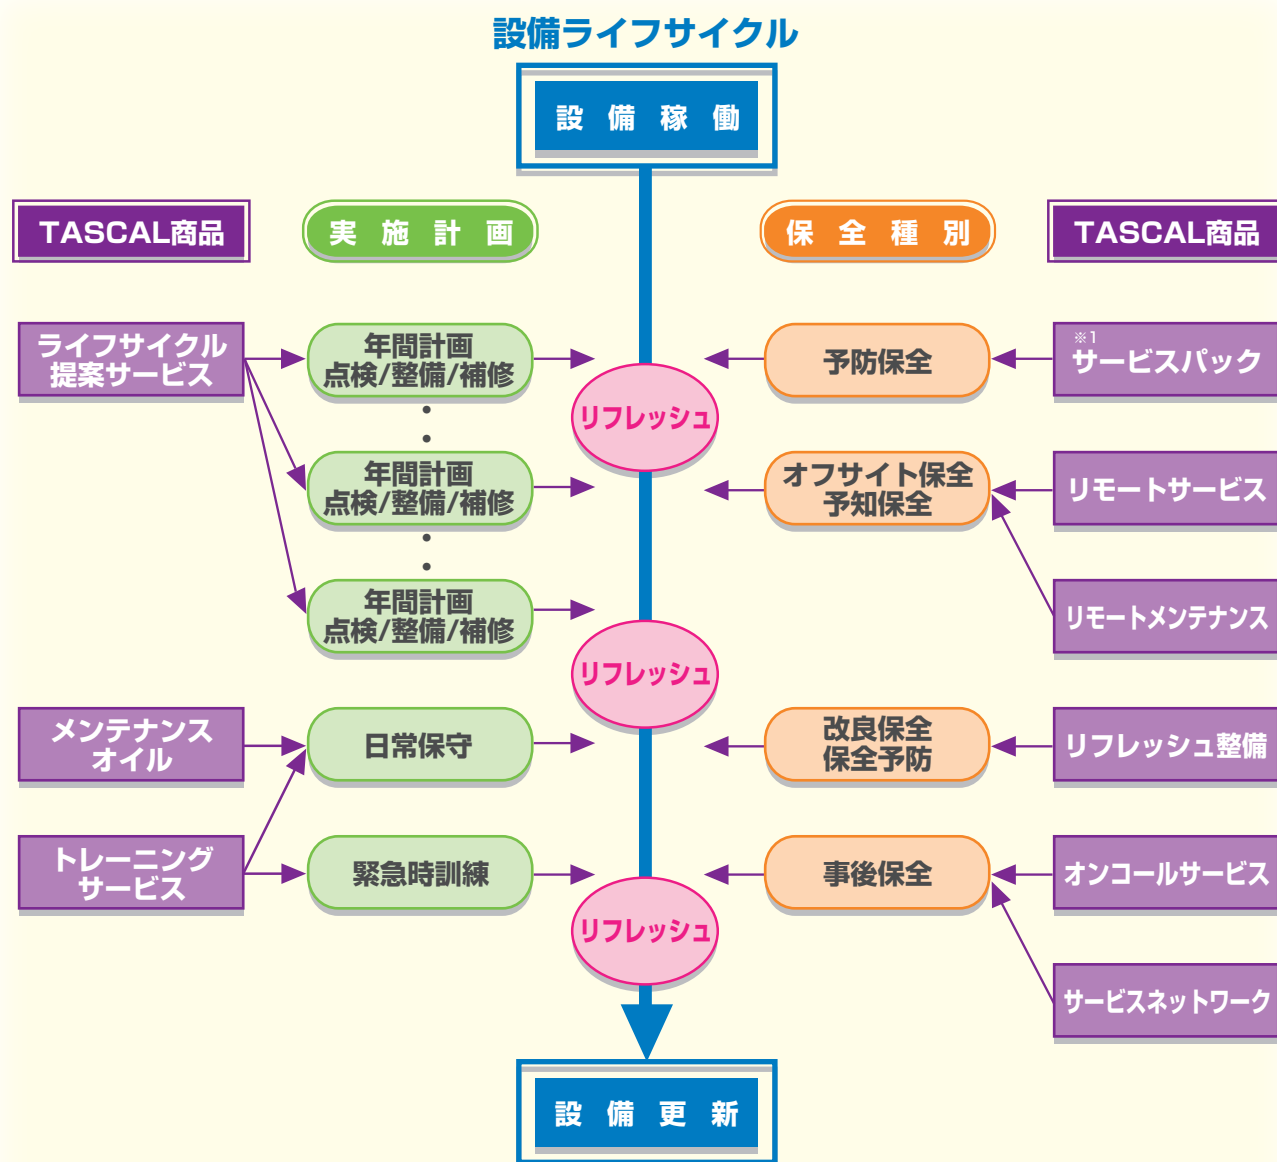 設備ライフサイクル
設備稼働
TASCAL商品
実施計画
保全種別
TASCAL商品
ライフサイクル
提案サービス
年間計画
点検/整備/補修
予防保全
※1
サービスパック
リフレッシュ
年間計画
点検/整備/補修
オフサイト保全
予知保全
リモートサービス
年間計画
点検/整備/補修
リモートメンテナンス
リフレッシュ
メンテナンス
オイル
日常保守
改良保全
保全予防
リフレッシュ整備
トレーニング
サービス
緊急時訓練
事後保全
オンコールサービス
リフレッシュ
サービスネットワーク
設備更新